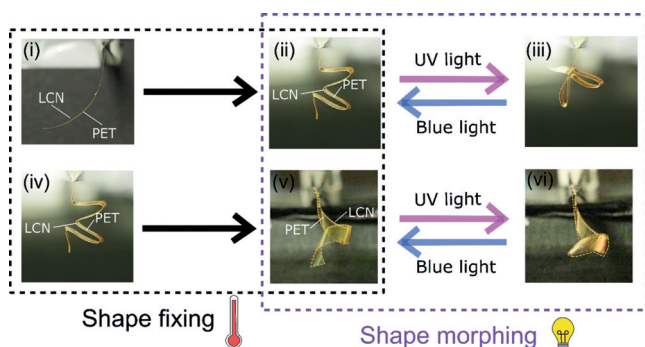 (i)
LCN
PET
(ii)
LCN
PET
UV light
Blue light
(iii)
(iv)
LCN
PET
(v)
PET
LCN
UV light
Blue light
(vi)
Shape fixing
Shape morphing